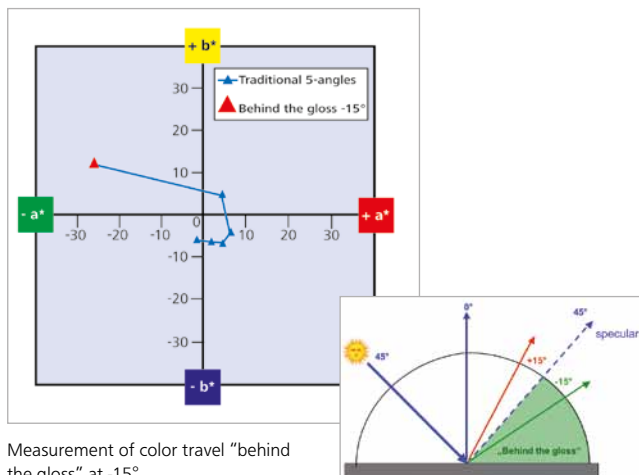 + b*
Traditional 5-angles
Behind the gloss -15°
30
20
10
- a*
0
+ a*
-30
-20
-10
10
20
30
-10
-20
-30
- b*
0°
45°
specular
45°
+15°
-15°
„Behind the gloss"
Measurement of color travel “behind
the gloss” at -15°